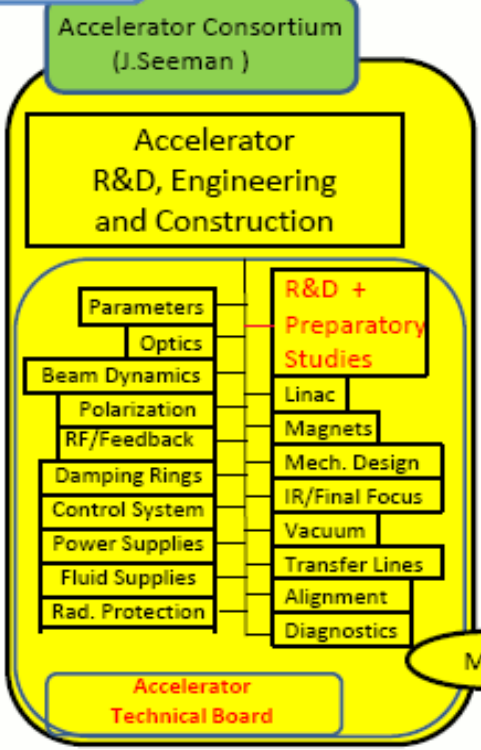 Accelerator Consortium
(J.Seeman )
Accelerator
R&D, Engineering
and Construction
Parameters
Optics
Beam Dynamics
Polarization
RF/Feedback
Damping Rings
Control System
Power Supplies
Fluid Supplies
Rad. Protection
R&D +
Preparatory
Studies
Linac
Magnets
Mech. Design
IR/Final Focus
Vacuum
Transfer Lines
Alignment
Diagnostics
M
Accelerator
Technical Board